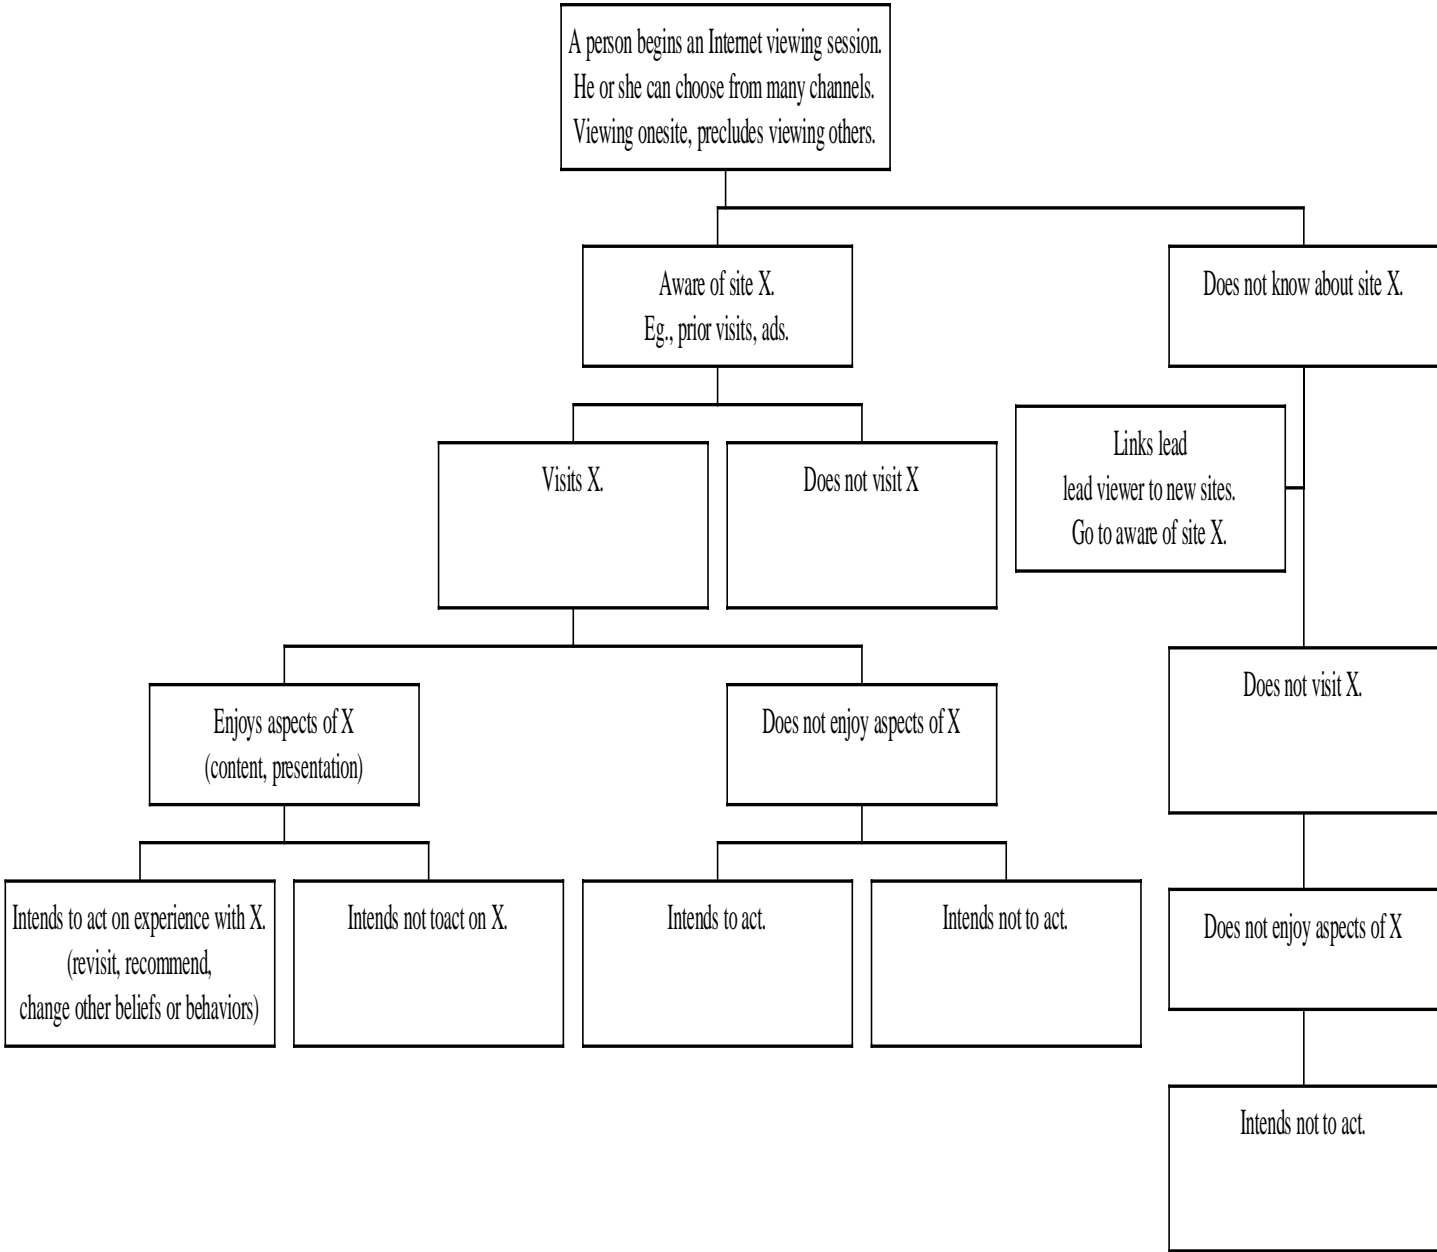 A person begins an Internet viewing session.
He or she can choose from many channels.
Viewing onesite, precludes viewing others.
Aware of site X.
Eg., prior visits, ads.
Does not know about site X.
Links lead
lead viewer to new sites.
Go to aware of site X.
Visits X.
Does not visit X
Does not visit X.
Enjoys aspects of X
(content, presentation)
Does not enjoy aspects of X
Intends to act on experience with X.
(revisit, recommend,
change other beliefs or behaviors)
Intends not toact on X.
Intends to act.
Intends not to act.
Does not enjoy aspects of X
Intends not to act.